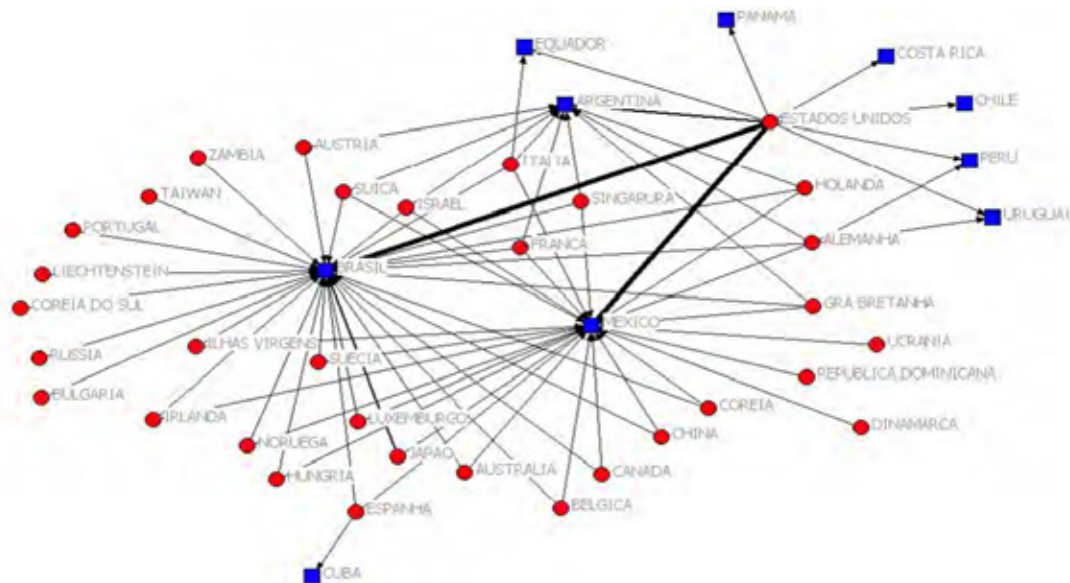 PANAMA
EQUADOR
COSTA RICA
ARGENTINA
CHILE
ESTADOS UNIDOS
AUSTRIA
ZAMBIA
ITALIA
PERU
SUICA
HOLANDA
TAIWAN
ISRAEL
SINGAPURA
URUGUAI
PORTUGAL
FRANCA
ALEMANHA
BRASIL
LIECHTENSTEIN
COREIA DO SUL
GRA BRETANHA
MEXICO
UCRANIA
ILHAS VIRGENS
RUSSIA
SUECIA
REPUBLICA DOMINICANA
BULGARIA
COREIA
IRLANDA
LUXEMBURGO
DINAMARCA
CHINA
NORUEGA
JAPAO
AUSTRALIA
CANADA
HUNGRIA
BELGICA
ESPANHA
CUBA